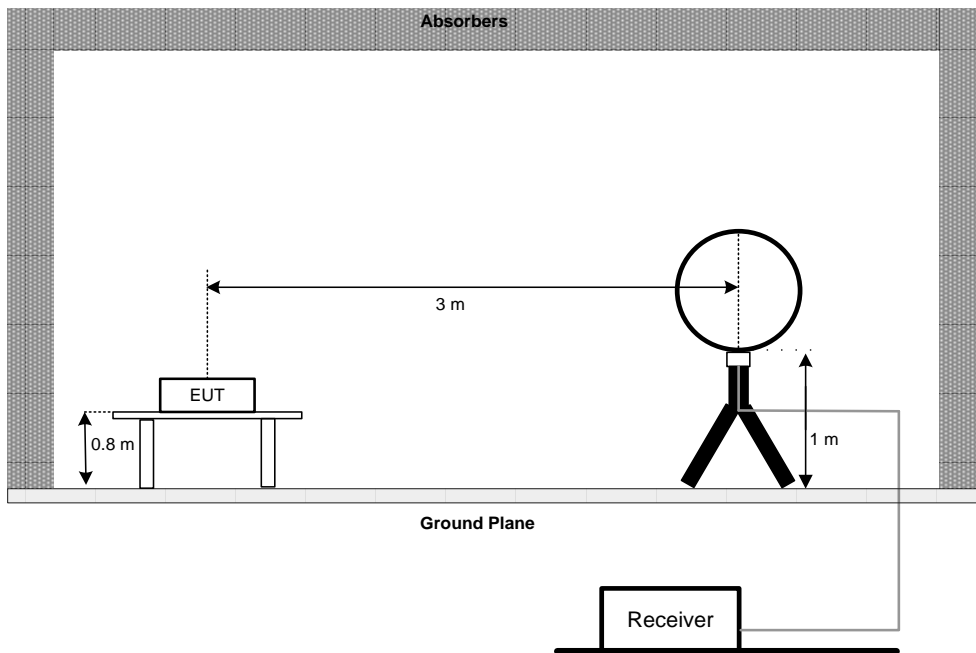 Absorbers
3 m
EUT
0.8 m
1 m
Ground Plane
Receiver